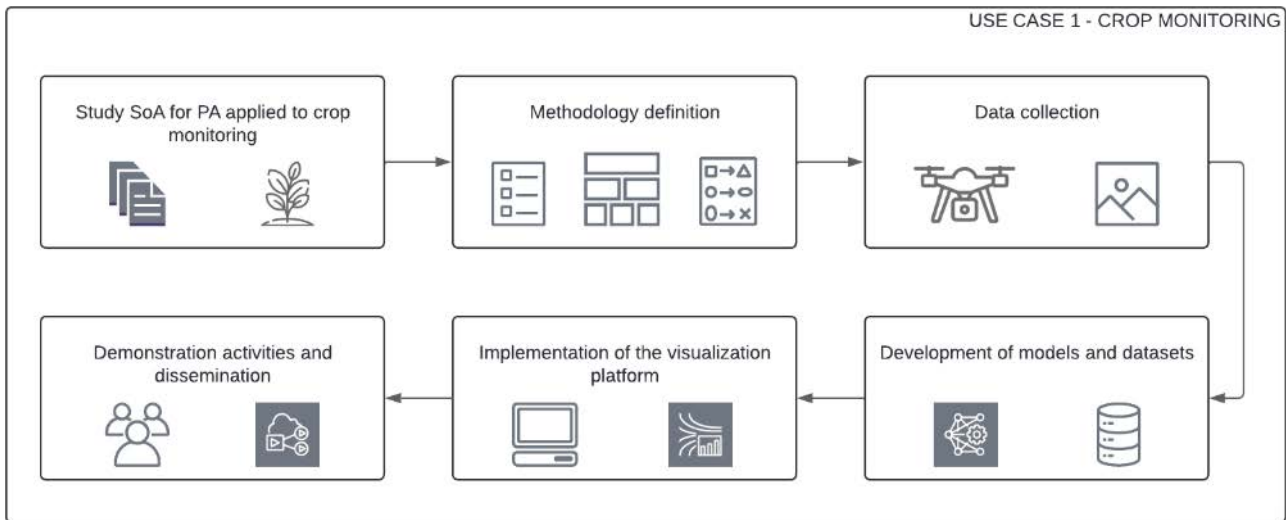 USE CASE 1 - CROP MONITORING
Study SoA for PA applied to crop
monitoring
Methodology definition
Data collection
Development of models and datasets
Implementation of the visualization
platform
Demonstration activities and
dissemination